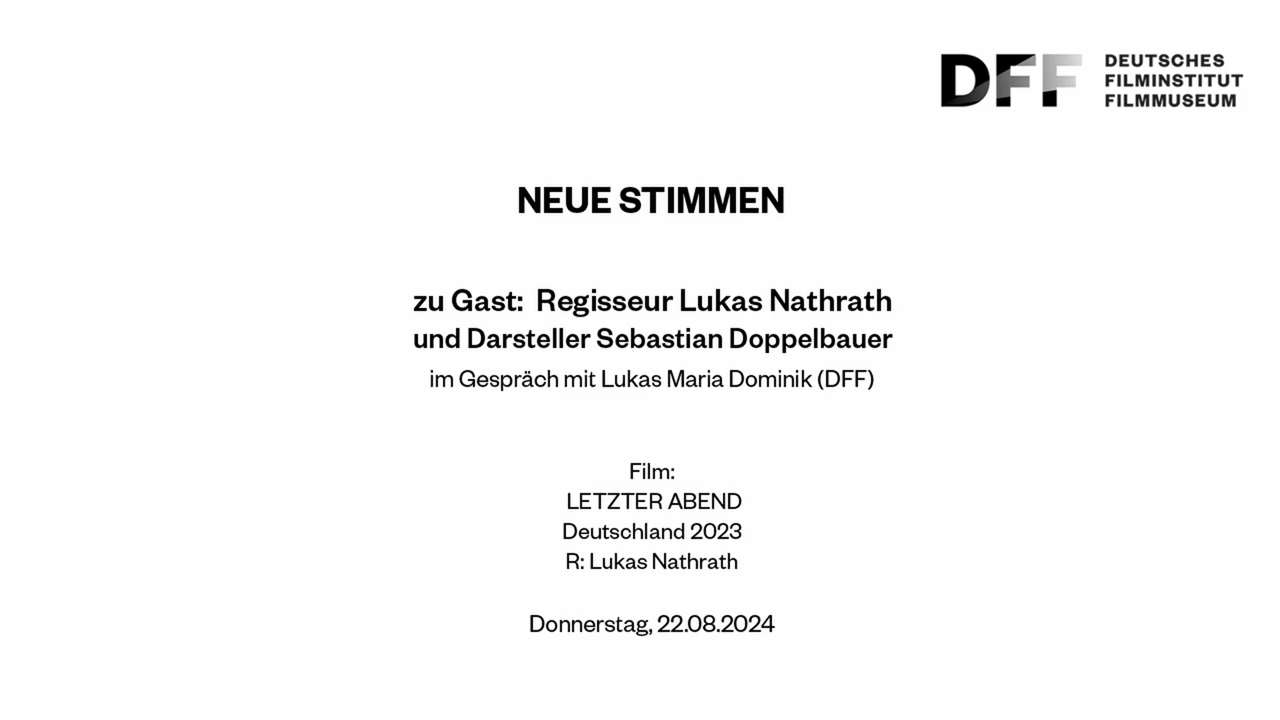 DFF
DEUTSCHES
FILMINSTITUT
FILMMUSEUM
NEUE STIMMEN
zu Gast: Regisseur Lukas Nathrath
und Darsteller Sebastian Doppelbauer
im Gespräch mit Lukas Maria Dominik (DFF)
Film:
LETZTER ABEND
Deutschland 2023
R: Lukas Nathrath
Donnerstag, 22.08.2024